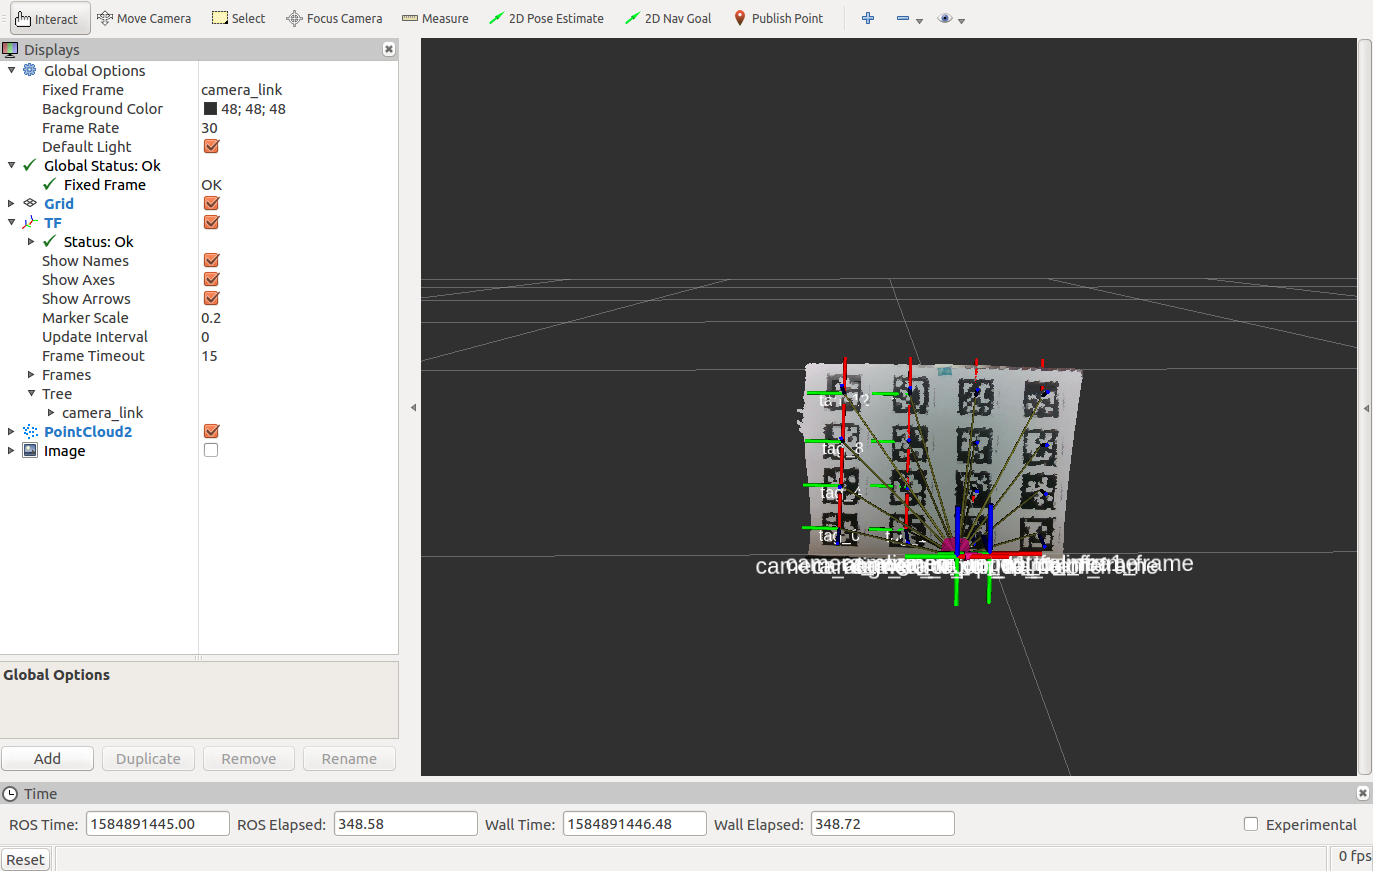 Interact Move Camera Select Focus Camera Measure 2D Pose Estimate 2D Nav Goal Publish Point
Displays
Global Options
Fixed Frame camera_link
Background Color 48; 48; 48
Frame Rate 30
Default Light
Global Status: Ok
Fixed Frame OK
Grid
TF
Status: Ok
Show Names
Show Axes
Show Arrows
Marker Scale 0.2
Update Interval 0
Frame Timeout 15
Frames
Tree
camera_link
PointCloud2
Image
Global Options
Add Duplicate Remove Rename
tag_12
tag_8
tag_4
tag_0
Time
ROS Time: 1584891445.00 ROS Elapsed: 348.58 Wall Time: 1584891446.48 Wall Elapsed: 348.72 Experimental
Reset 0 fps